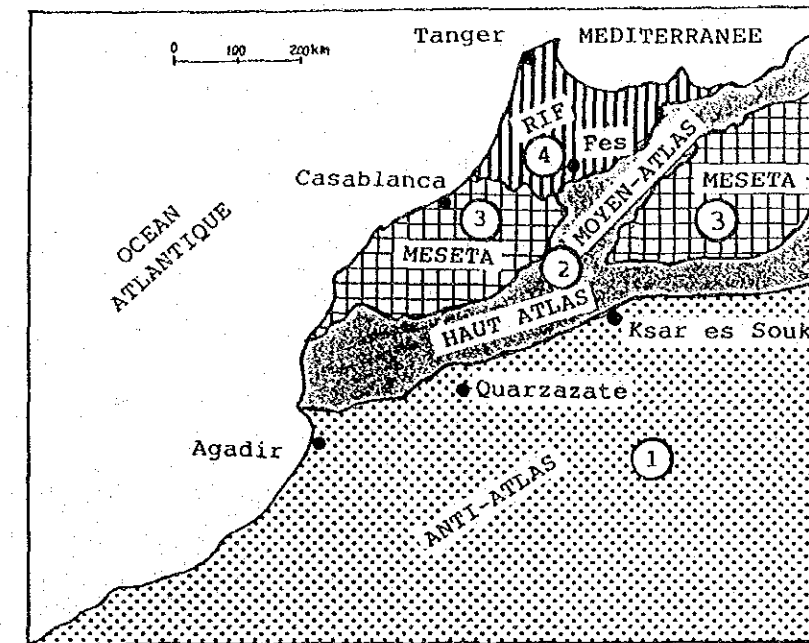 Tanger
MEDITERRANEE
0 100 200km
RIF
4
Fes
Casablanca
MOYEN-ATLAS
MESETA
3
3
OCEAN
ATLANTIQUE
MESETA
2
HAUT ATLAS
Ksar es Souk
Quarzazate
Agadir
1
ANTI-ATLAS